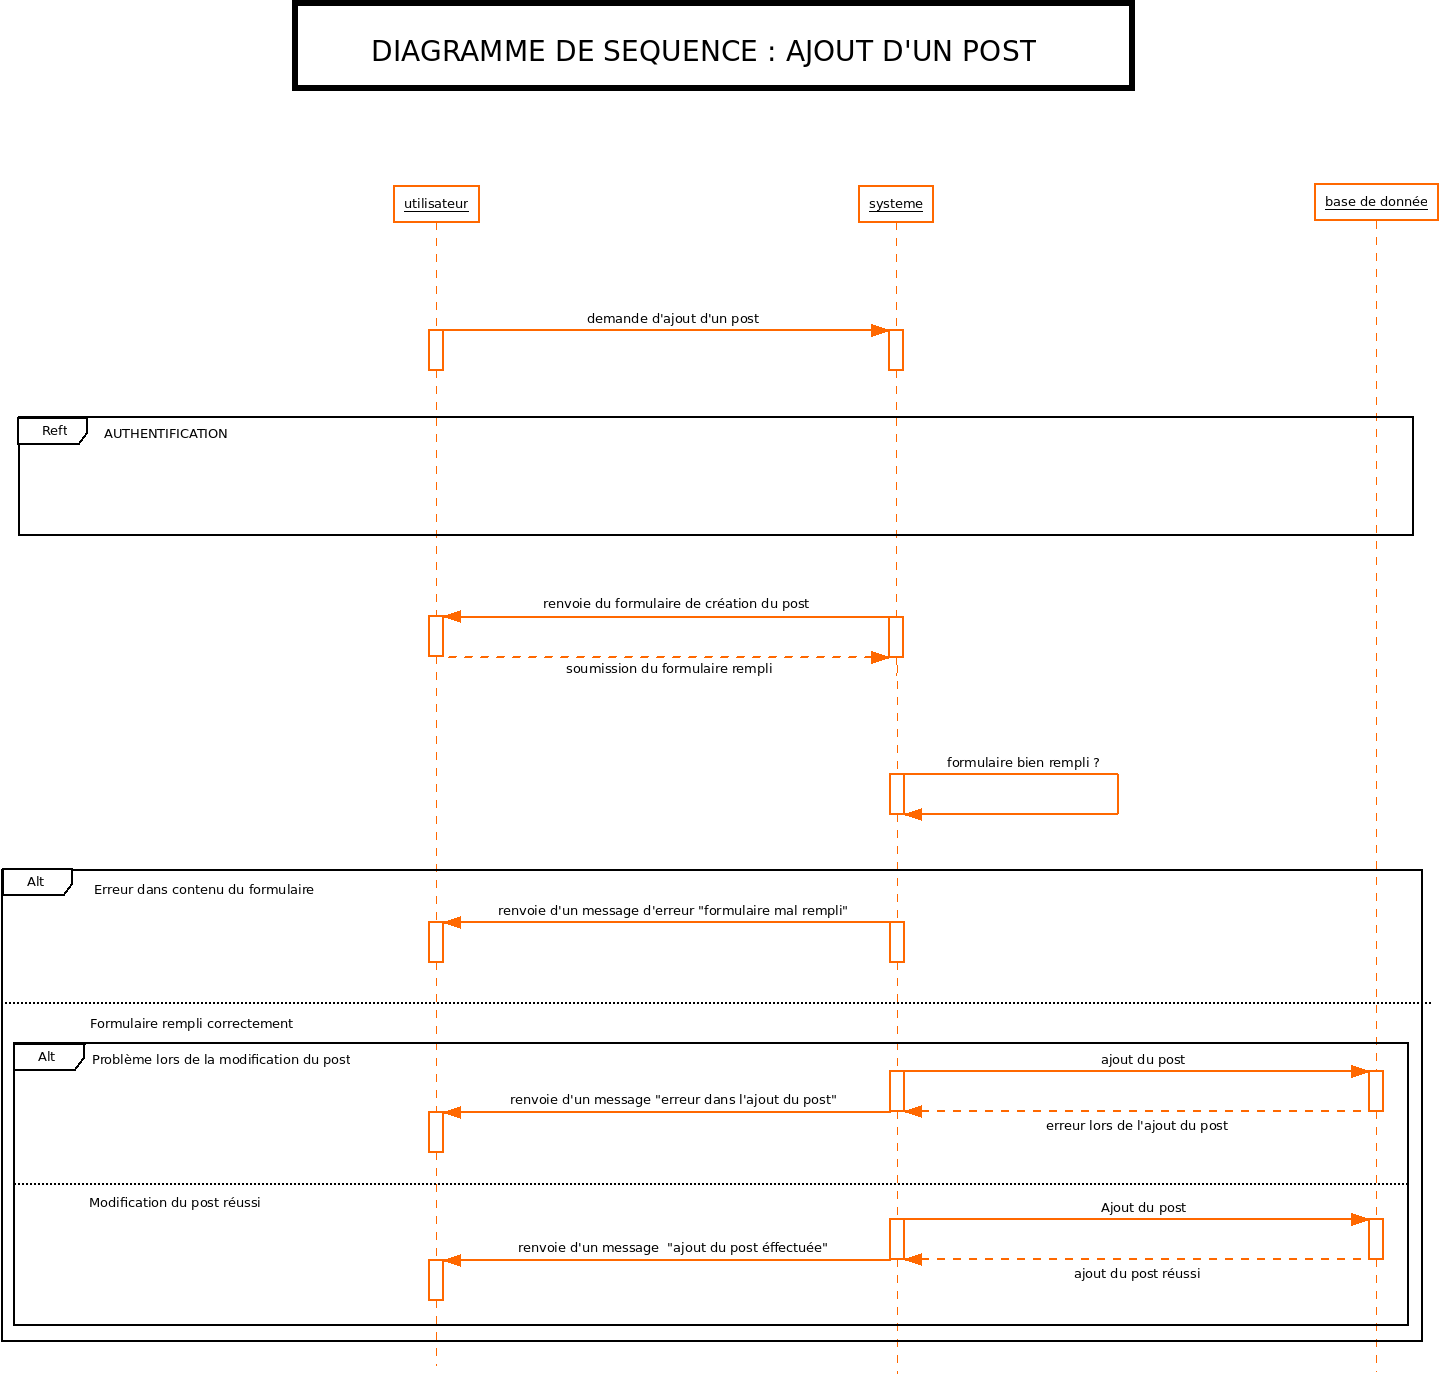 DIAGRAMME DE SEQUENCE : AJOUT D'UN POST
utilisateur
systeme
base de donnée
demande d'ajout d'un post
Reft
AUTHENTIFICATION
renvoie du formulaire de création du post
soumission du formulaire rempli
formulaire bien rempli ?
Alt
Erreur dans contenu du formulaire
renvoie d'un message d'erreur "formulaire mal rempli"
Formulaire rempli correctement
Alt
Problème lors de la modification du post
ajout du post
renvoie d'un message "erreur dans l'ajout du post"
erreur lors de l'ajout du post
Modification du post réussi
Ajout du post
renvoie d'un message  "ajout du post éffectuée"
ajout du post réussi